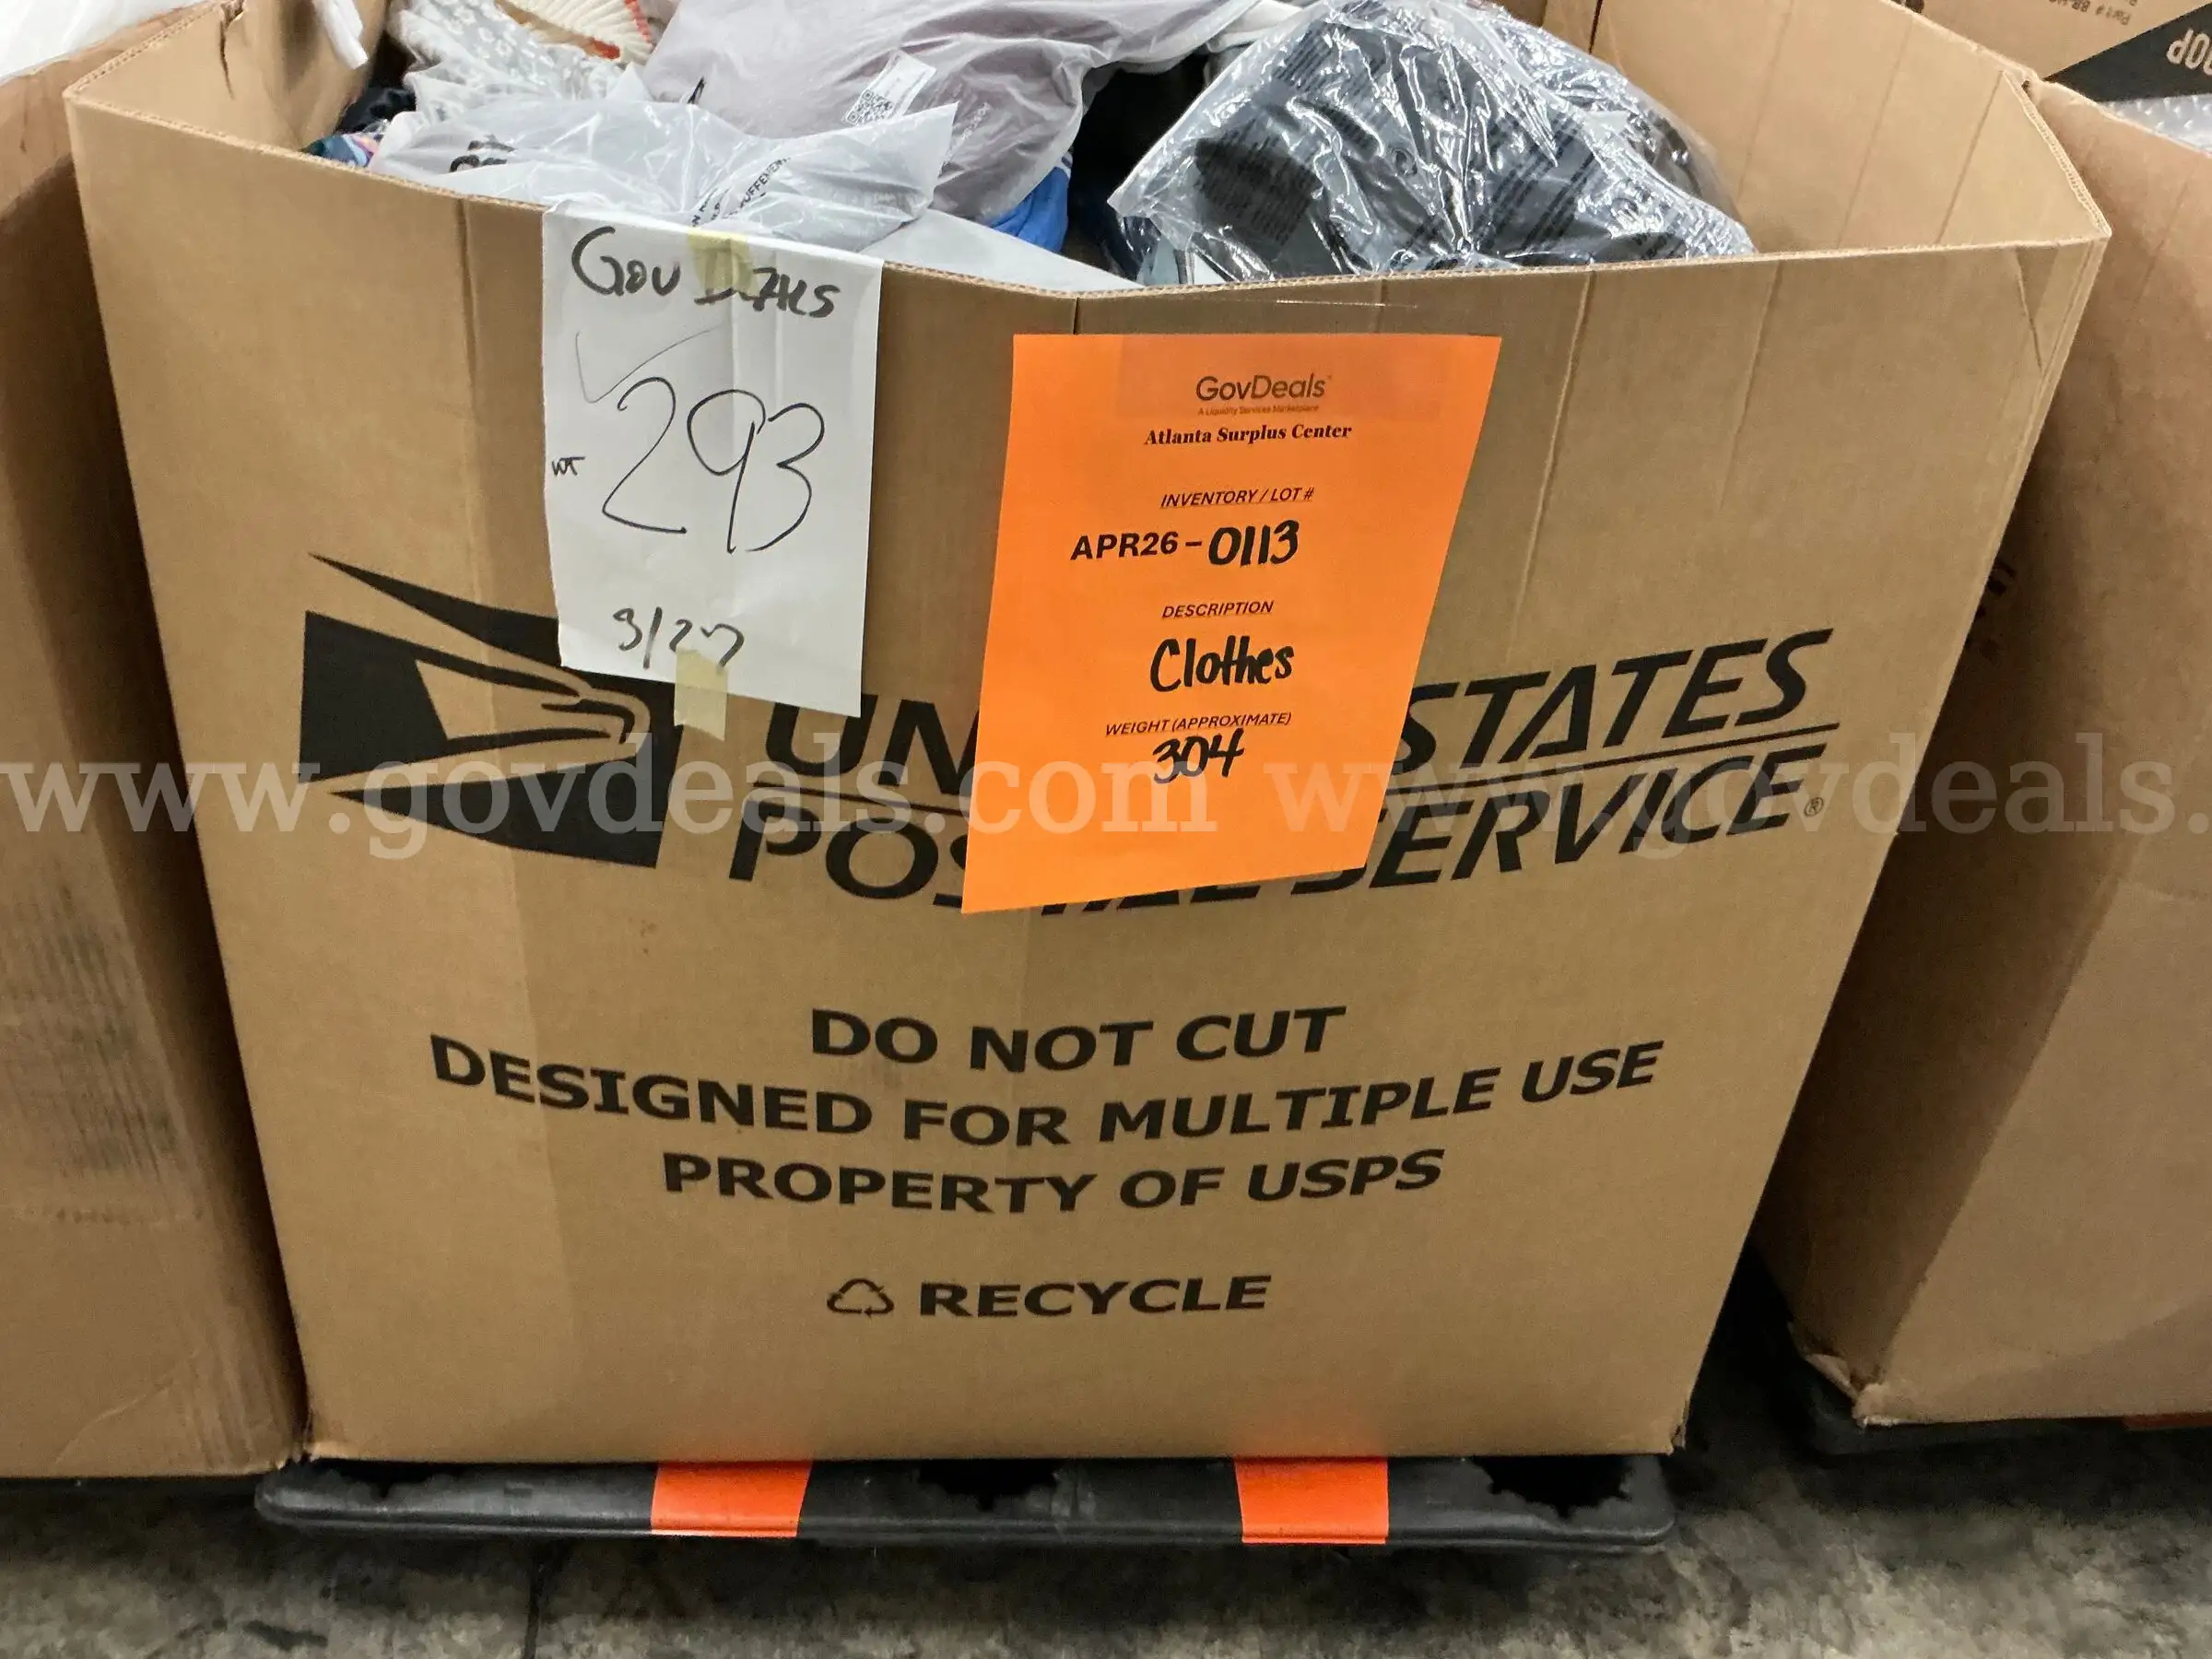 Gov DEALS
WT 293
3/27
GovDeals
A Liquidity Services Marketplace
Atlanta Surplus Center
INVENTORY / LOT #
APR26 - 0113
DESCRIPTION
Clothes
WEIGHT (APPROXIMATE)
304
UN STATES
POSTAL SERVICE®
www.govdeals.com www.govdeals.
DO NOT CUT
DESIGNED FOR MULTIPLE USE
PROPERTY OF USPS
RECYCLE